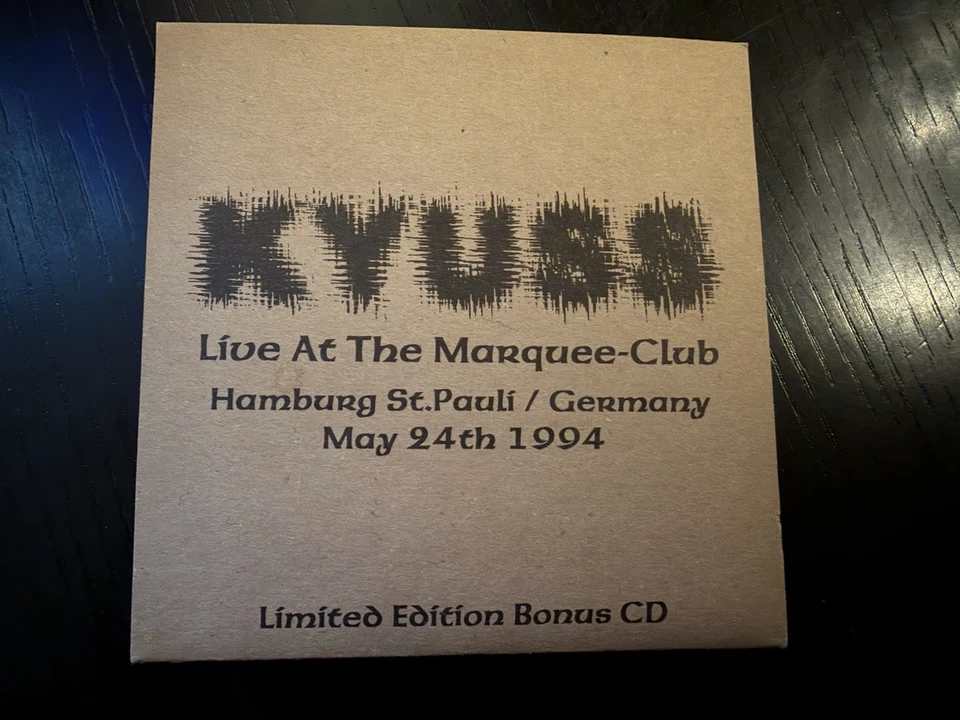 KYUSS
Live At The Marquee-Club
Hamburg St.Pauli / Germany
May 24th 1994
Limited Edition Bonus CD